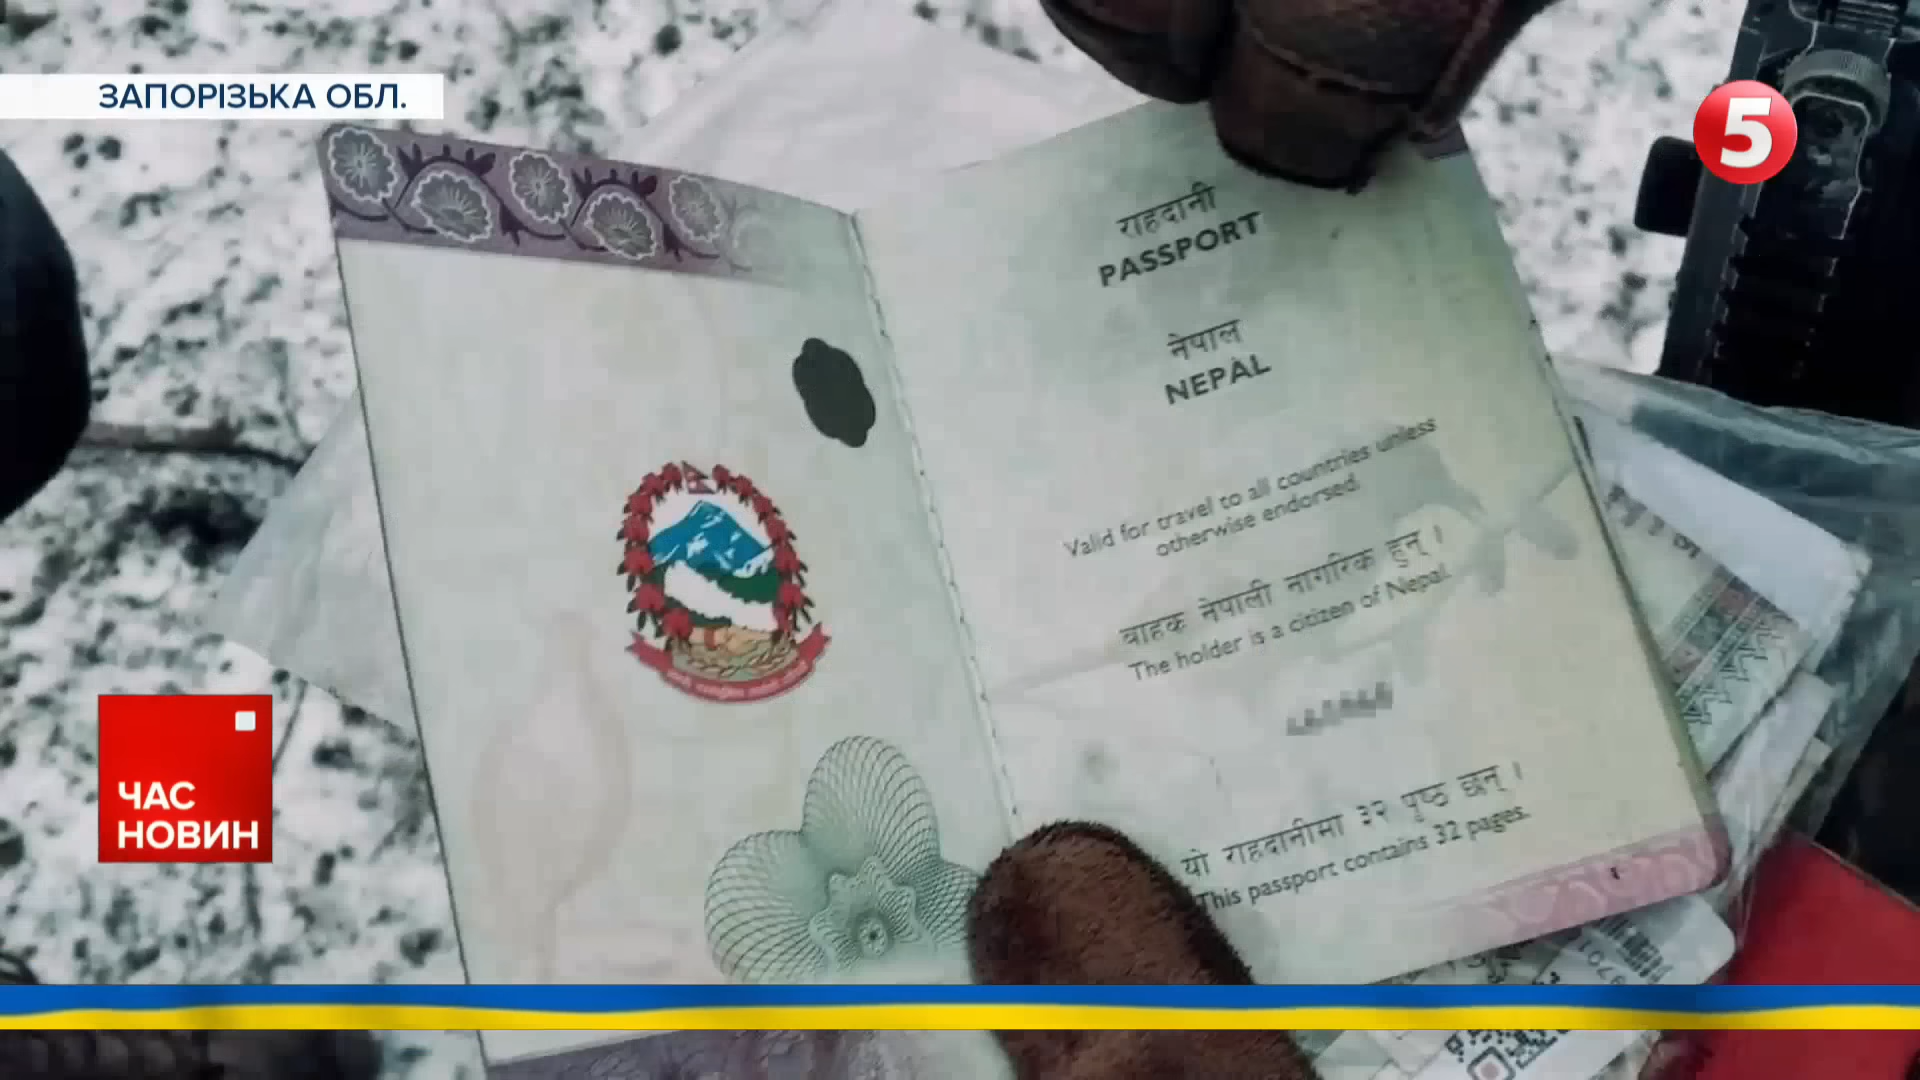 ЗАПОРІЗЬКА ОБЛ.
5
राहदानी
PASSPORT
नेपाल
NEPAL
Valid for travel to all countries unless
otherwise endorsed.
वाहक नेपाली नागरिक हुन् ।
The holder is a citizen of Nepal
यो राहदानीमा ३२ पृष्ठ छन् ।
This passport contains 32 pages.
ЧАС
НОВИН